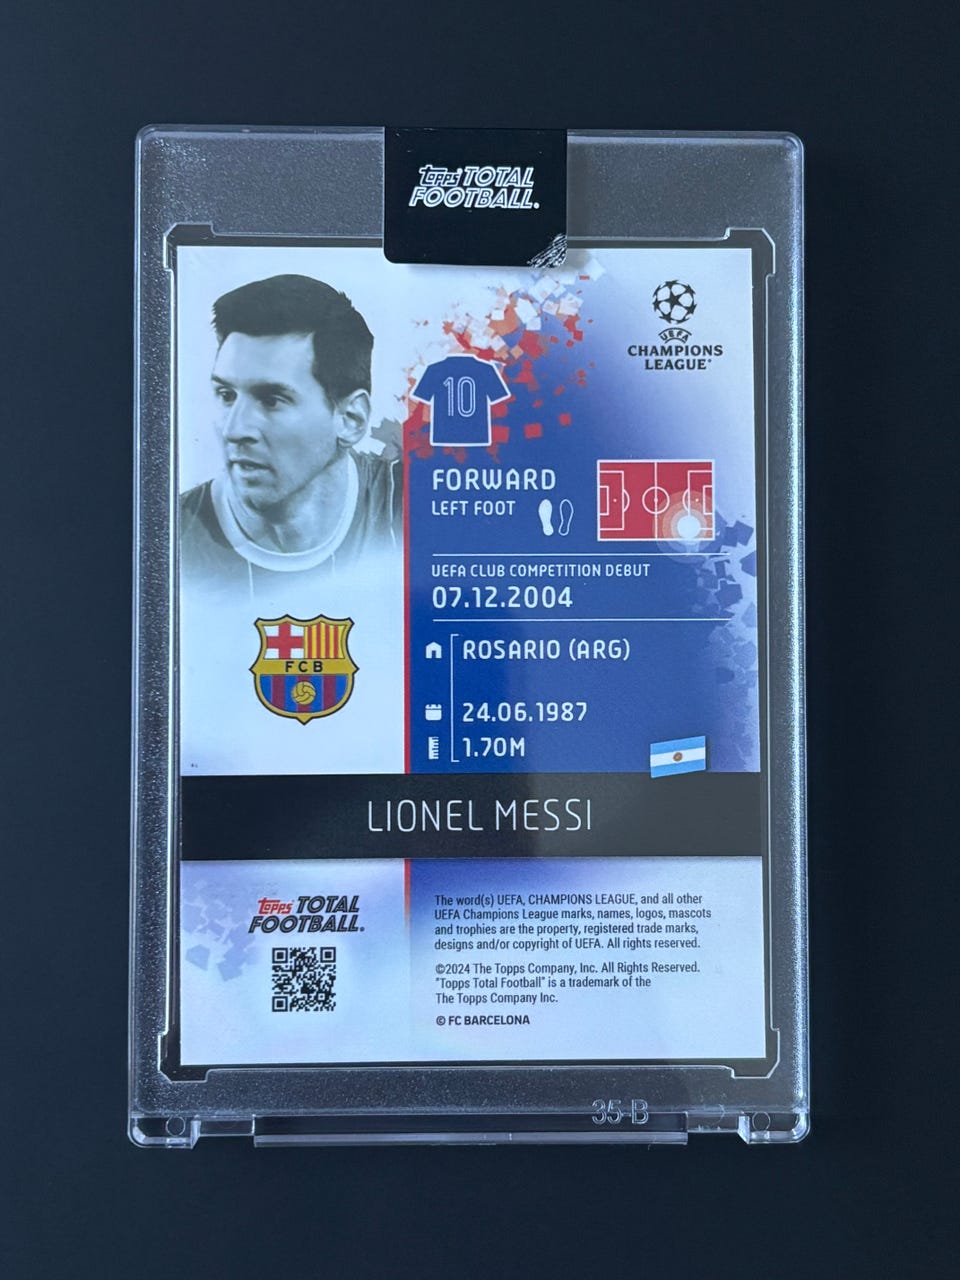 topps TOTAL
FOOTBALL.
UEFA
CHAMPIONS
LEAGUE
10
FORWARD
LEFT FOOT
UEFA CLUB COMPETITION DEBUT
07.12.2004
ROSARIO (ARG)
24.06.1987
1.70M
FCB
LIONEL MESSI
topps TOTAL
FOOTBALL.
The word(s) UEFA, CHAMPIONS LEAGUE, and all other
UEFA Champions League marks, names, logos, mascots
and trophies are the property, registered trade marks,
designs and/or copyright of UEFA. All rights reserved.
©2024 The Topps Company, Inc. All Rights Reserved.
"Topps Total Football" is a trademark of the
The Topps Company Inc.
© FC BARCELONA
35-B